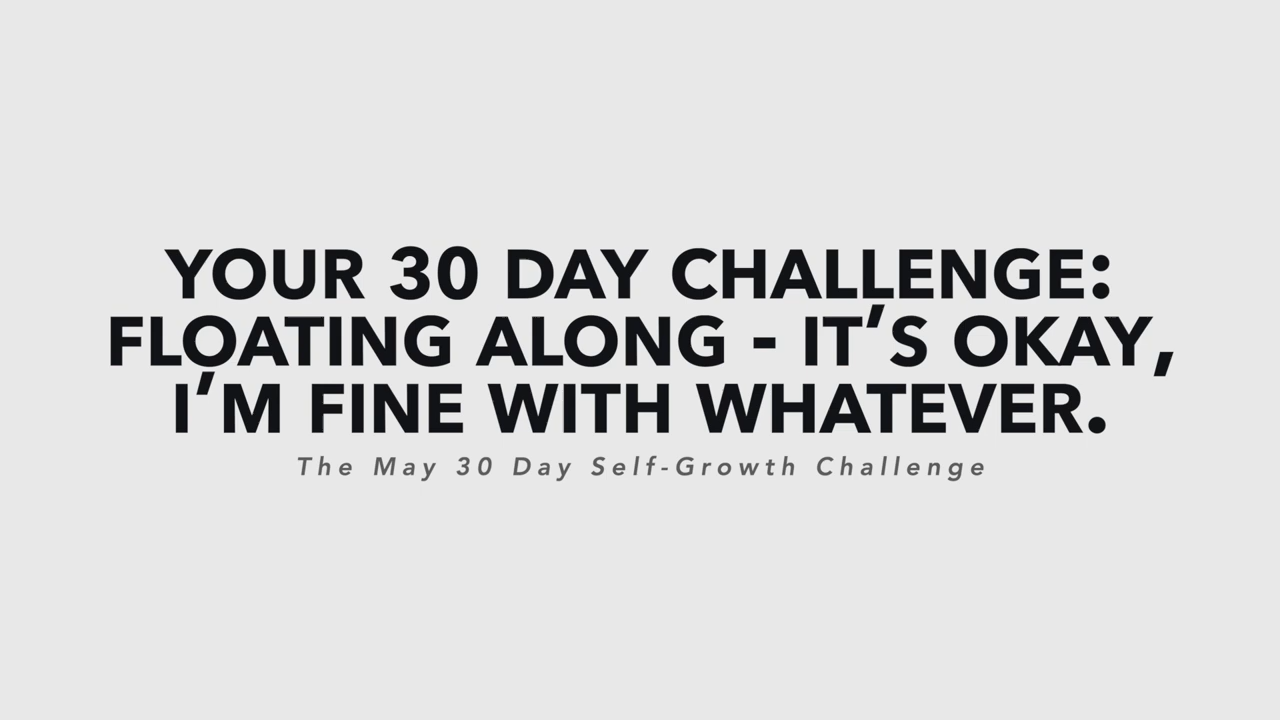 YOUR 30 DAY CHALLENGE:
FLOATING ALONG - IT’S OKAY,
I’M FINE WITH WHATEVER.
The May 30 Day Self-Growth Challenge